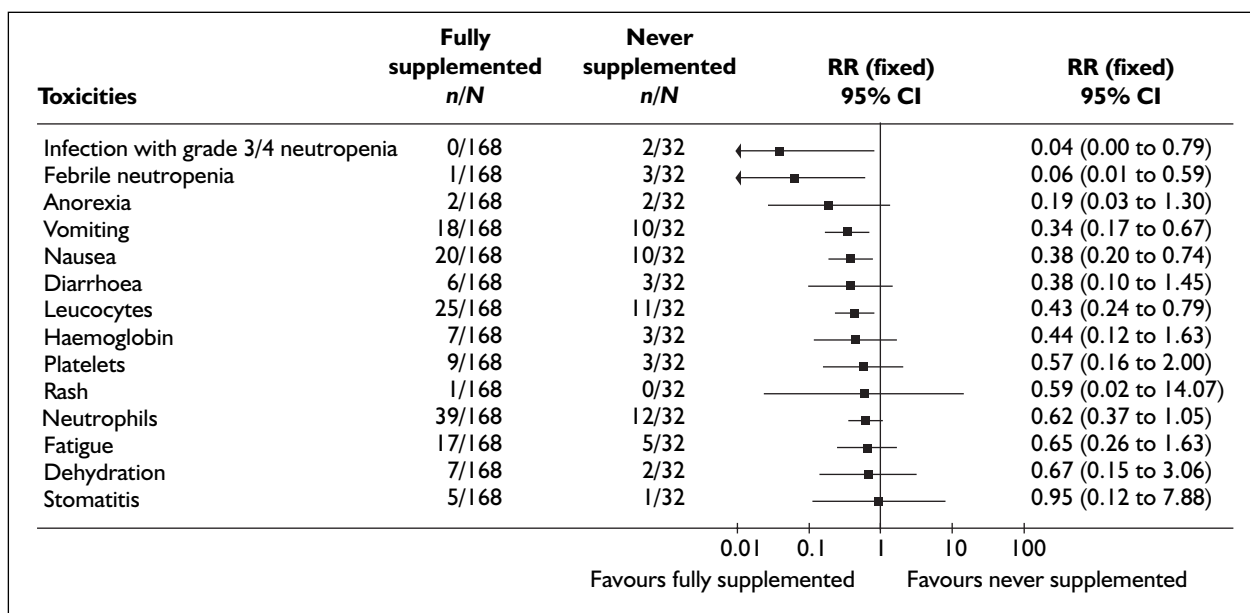 Fully Never
supplemented supplemented RR (fixed) RR (fixed)
Toxicities n/N n/N 95% CI 95% CI
Infection with grade 3/4 neutropenia 0/168 2/32 0.04 (0.00 to 0.79)
Febrile neutropenia 1/168 3/32 0.06 (0.01 to 0.59)
Anorexia 2/168 2/32 0.19 (0.03 to 1.30)
Vomiting 18/168 10/32 0.34 (0.17 to 0.67)
Nausea 20/168 10/32 0.38 (0.20 to 0.74)
Diarrhoea 6/168 3/32 0.38 (0.10 to 1.45)
Leucocytes 25/168 11/32 0.43 (0.24 to 0.79)
Haemoglobin 7/168 3/32 0.44 (0.12 to 1.63)
Platelets 9/168 3/32 0.57 (0.16 to 2.00)
Rash 1/168 0/32 0.59 (0.02 to 14.07)
Neutrophils 39/168 12/32 0.62 (0.37 to 1.05)
Fatigue 17/168 5/32 0.65 (0.26 to 1.63)
Dehydration 7/168 2/32 0.67 (0.15 to 3.06)
Stomatitis 5/168 1/32 0.95 (0.12 to 7.88)
0.01 0.1 1 10 100
Favours fully supplemented Favours never supplemented